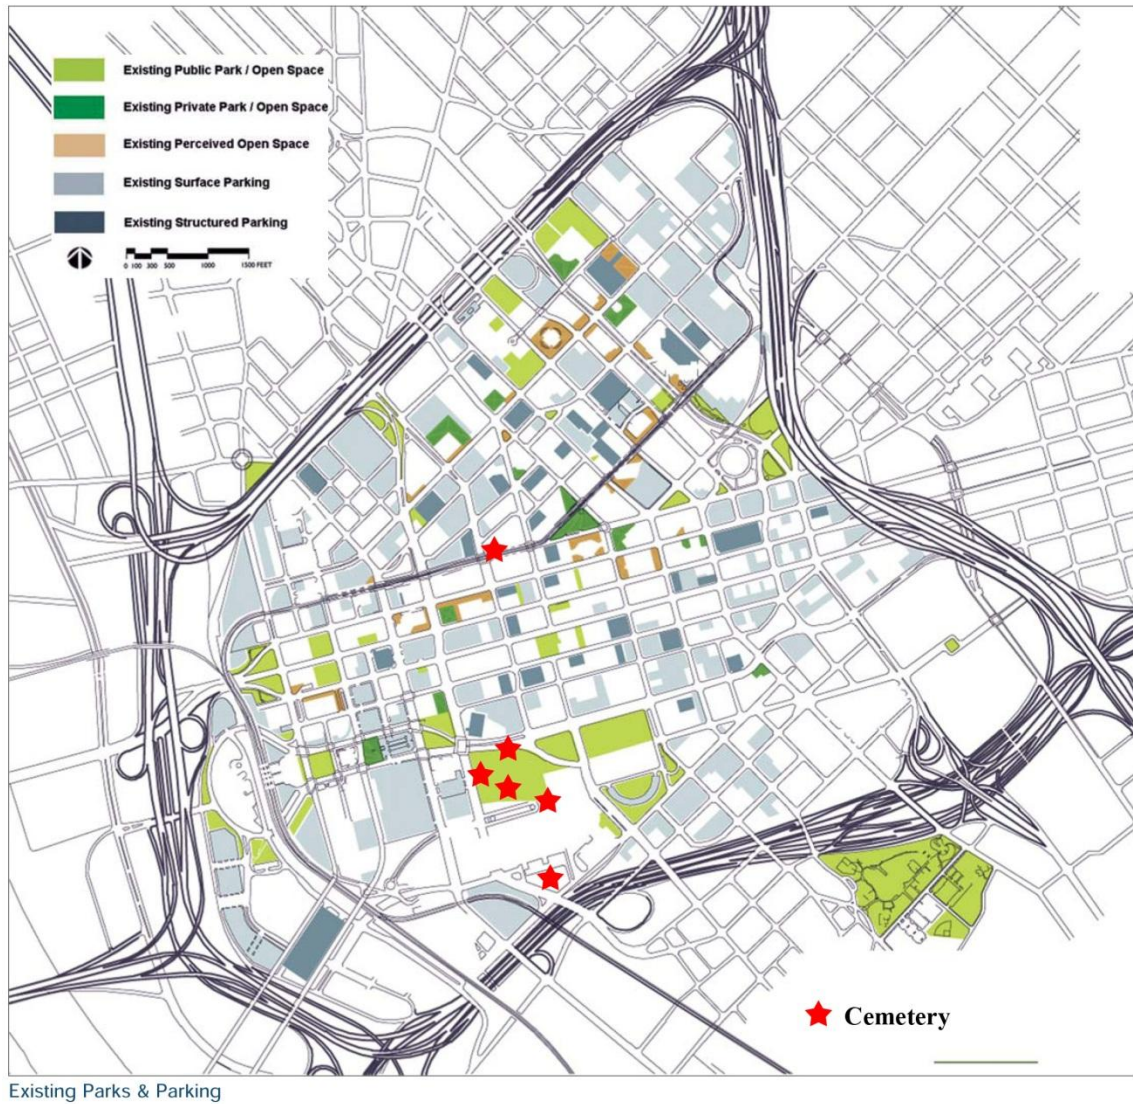 Existing Public Park / Open Space
Existing Private Park / Open Space
Existing Perceived Open Space
Existing Surface Parking
Existing Structured Parking
0 100 300 500 1000 1500 FEET
Cemetery
Existing Parks & Parking